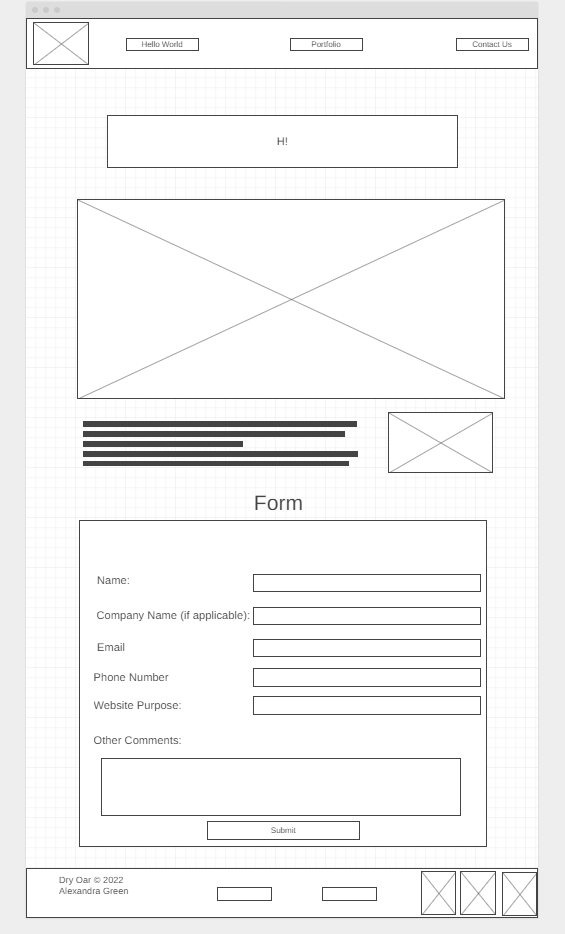 Hello World
Portfolio
Contact Us
H!
Form
Name:
Company Name (if applicable):
Email
Phone Number
Website Purpose:
Other Comments:
Submit
Dry Oar © 2022
Alexandra Green